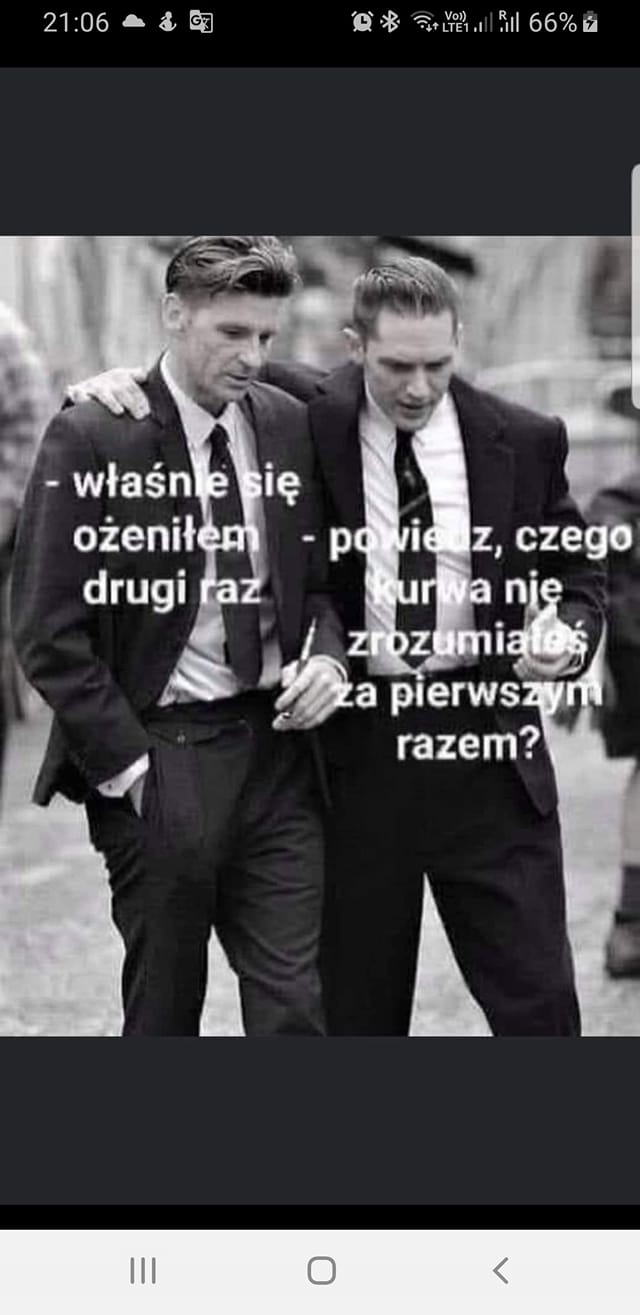 21:06
Vo)) R 66%
LTE1
- właśnie się
ożeniłem
drugi raz
- powiedz, czego
kurwa nie
zrozumiałeś
za pierwszym
razem?